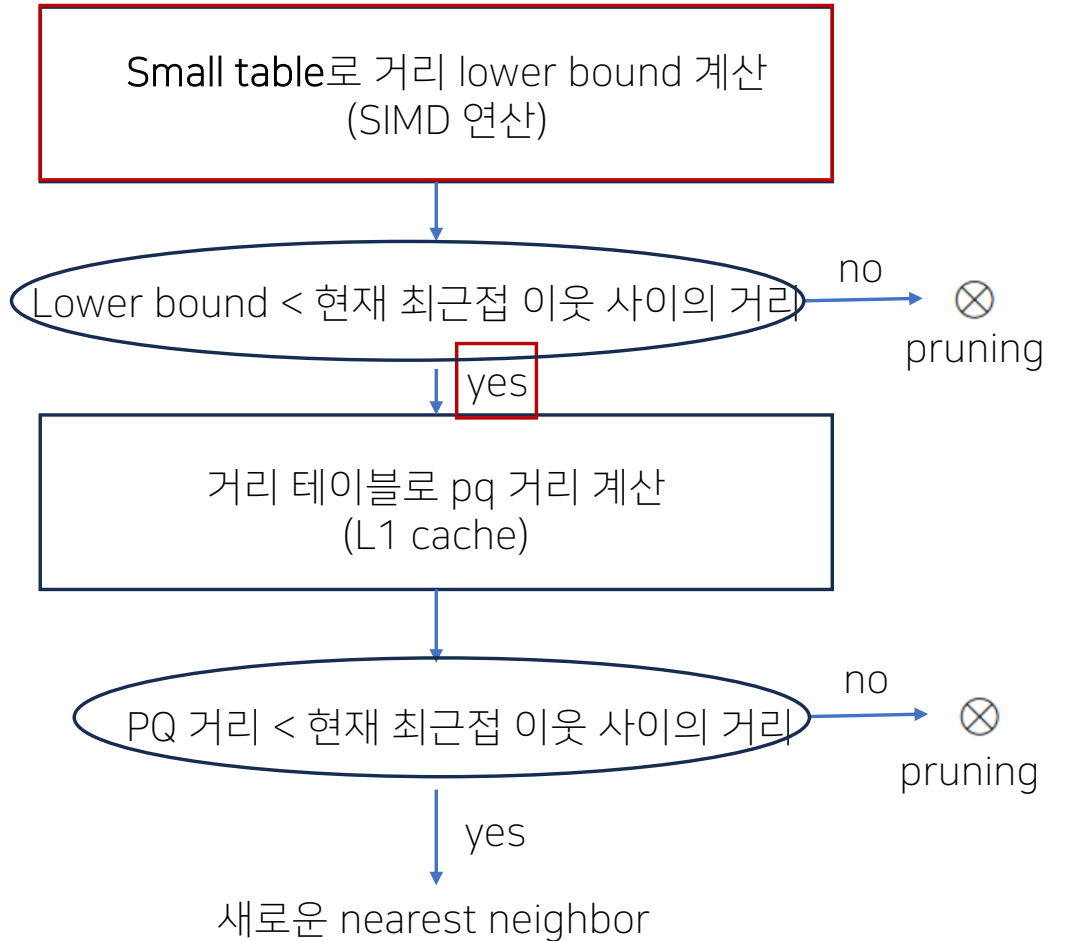 Small table로 거리 lower bound 계산
(SIMD 연산)
Lower bound < 현재 최근접 이웃 사이의 거리
no
pruning
yes
거리 테이블로 pq 거리 계산
(L1 cache)
PQ 거리 < 현재 최근접 이웃 사이의 거리
no
pruning
yes
새로운 nearest neighbor